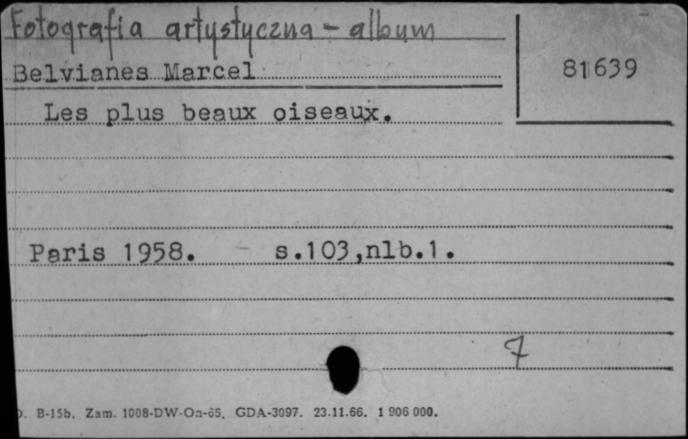 Fotografia artystyczna - album
Belvianes Marcel
81639
Les plus beaux oiseaux.
Paris 1958. - s.103,nlb.1.
7
B-15b. Zam. 1008-DW-On-65. GDA-3097. 23.11.66. 1 906 000.